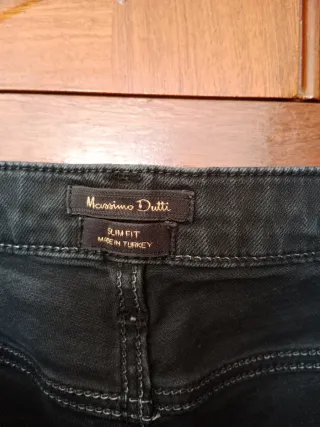 Massimo Dutti
SLIM FIT
MADE IN TURKEY